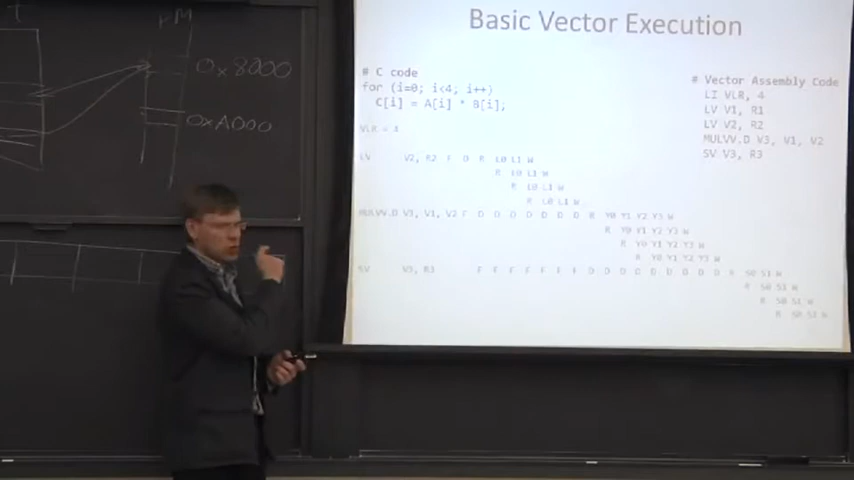 t
rM
0x8000
0xA000
Basic Vector Execution
# C code
for (i=0; i<4; i++)
C[i] = A[i] * B[i];
# Vector Assembly Code
LI VLR, 4
LV V1, R1
LV V2, R2
MULVV.D V3, V1, V2
SV V3, R3
VLR = 4
LV V2, R2 F D R L0 L1 W
R L0 L1 W
R L0 L1 W
R L0 L1 W
MULVV.D V3, V1, V2 F D D D D D D D R Y0 Y1 Y2 Y3 W
R Y0 Y1 Y2 Y3 W
R Y0 Y1 Y2 Y3 W
R Y0 Y1 Y2 Y3 W
SV V3, R3 F F F F F F F D D D D D D D D D R S0 S1 W
R S0 S1 W
R S0 S1 W
R S0 S1 W